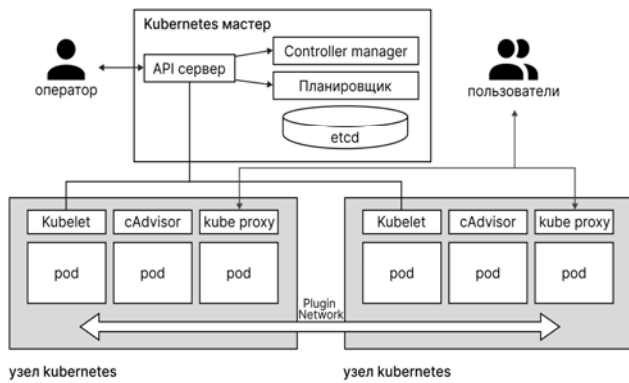 Kubernetes мастер
API сервер
Controller manager
Планировщик
etcd
оператор
пользователи
Kubelet
cAdvisor
kube proxy
pod
pod
pod
Kubelet
cAdvisor
kube proxy
pod
pod
pod
Plugin
Network
узел kubernetes
узел kubernetes